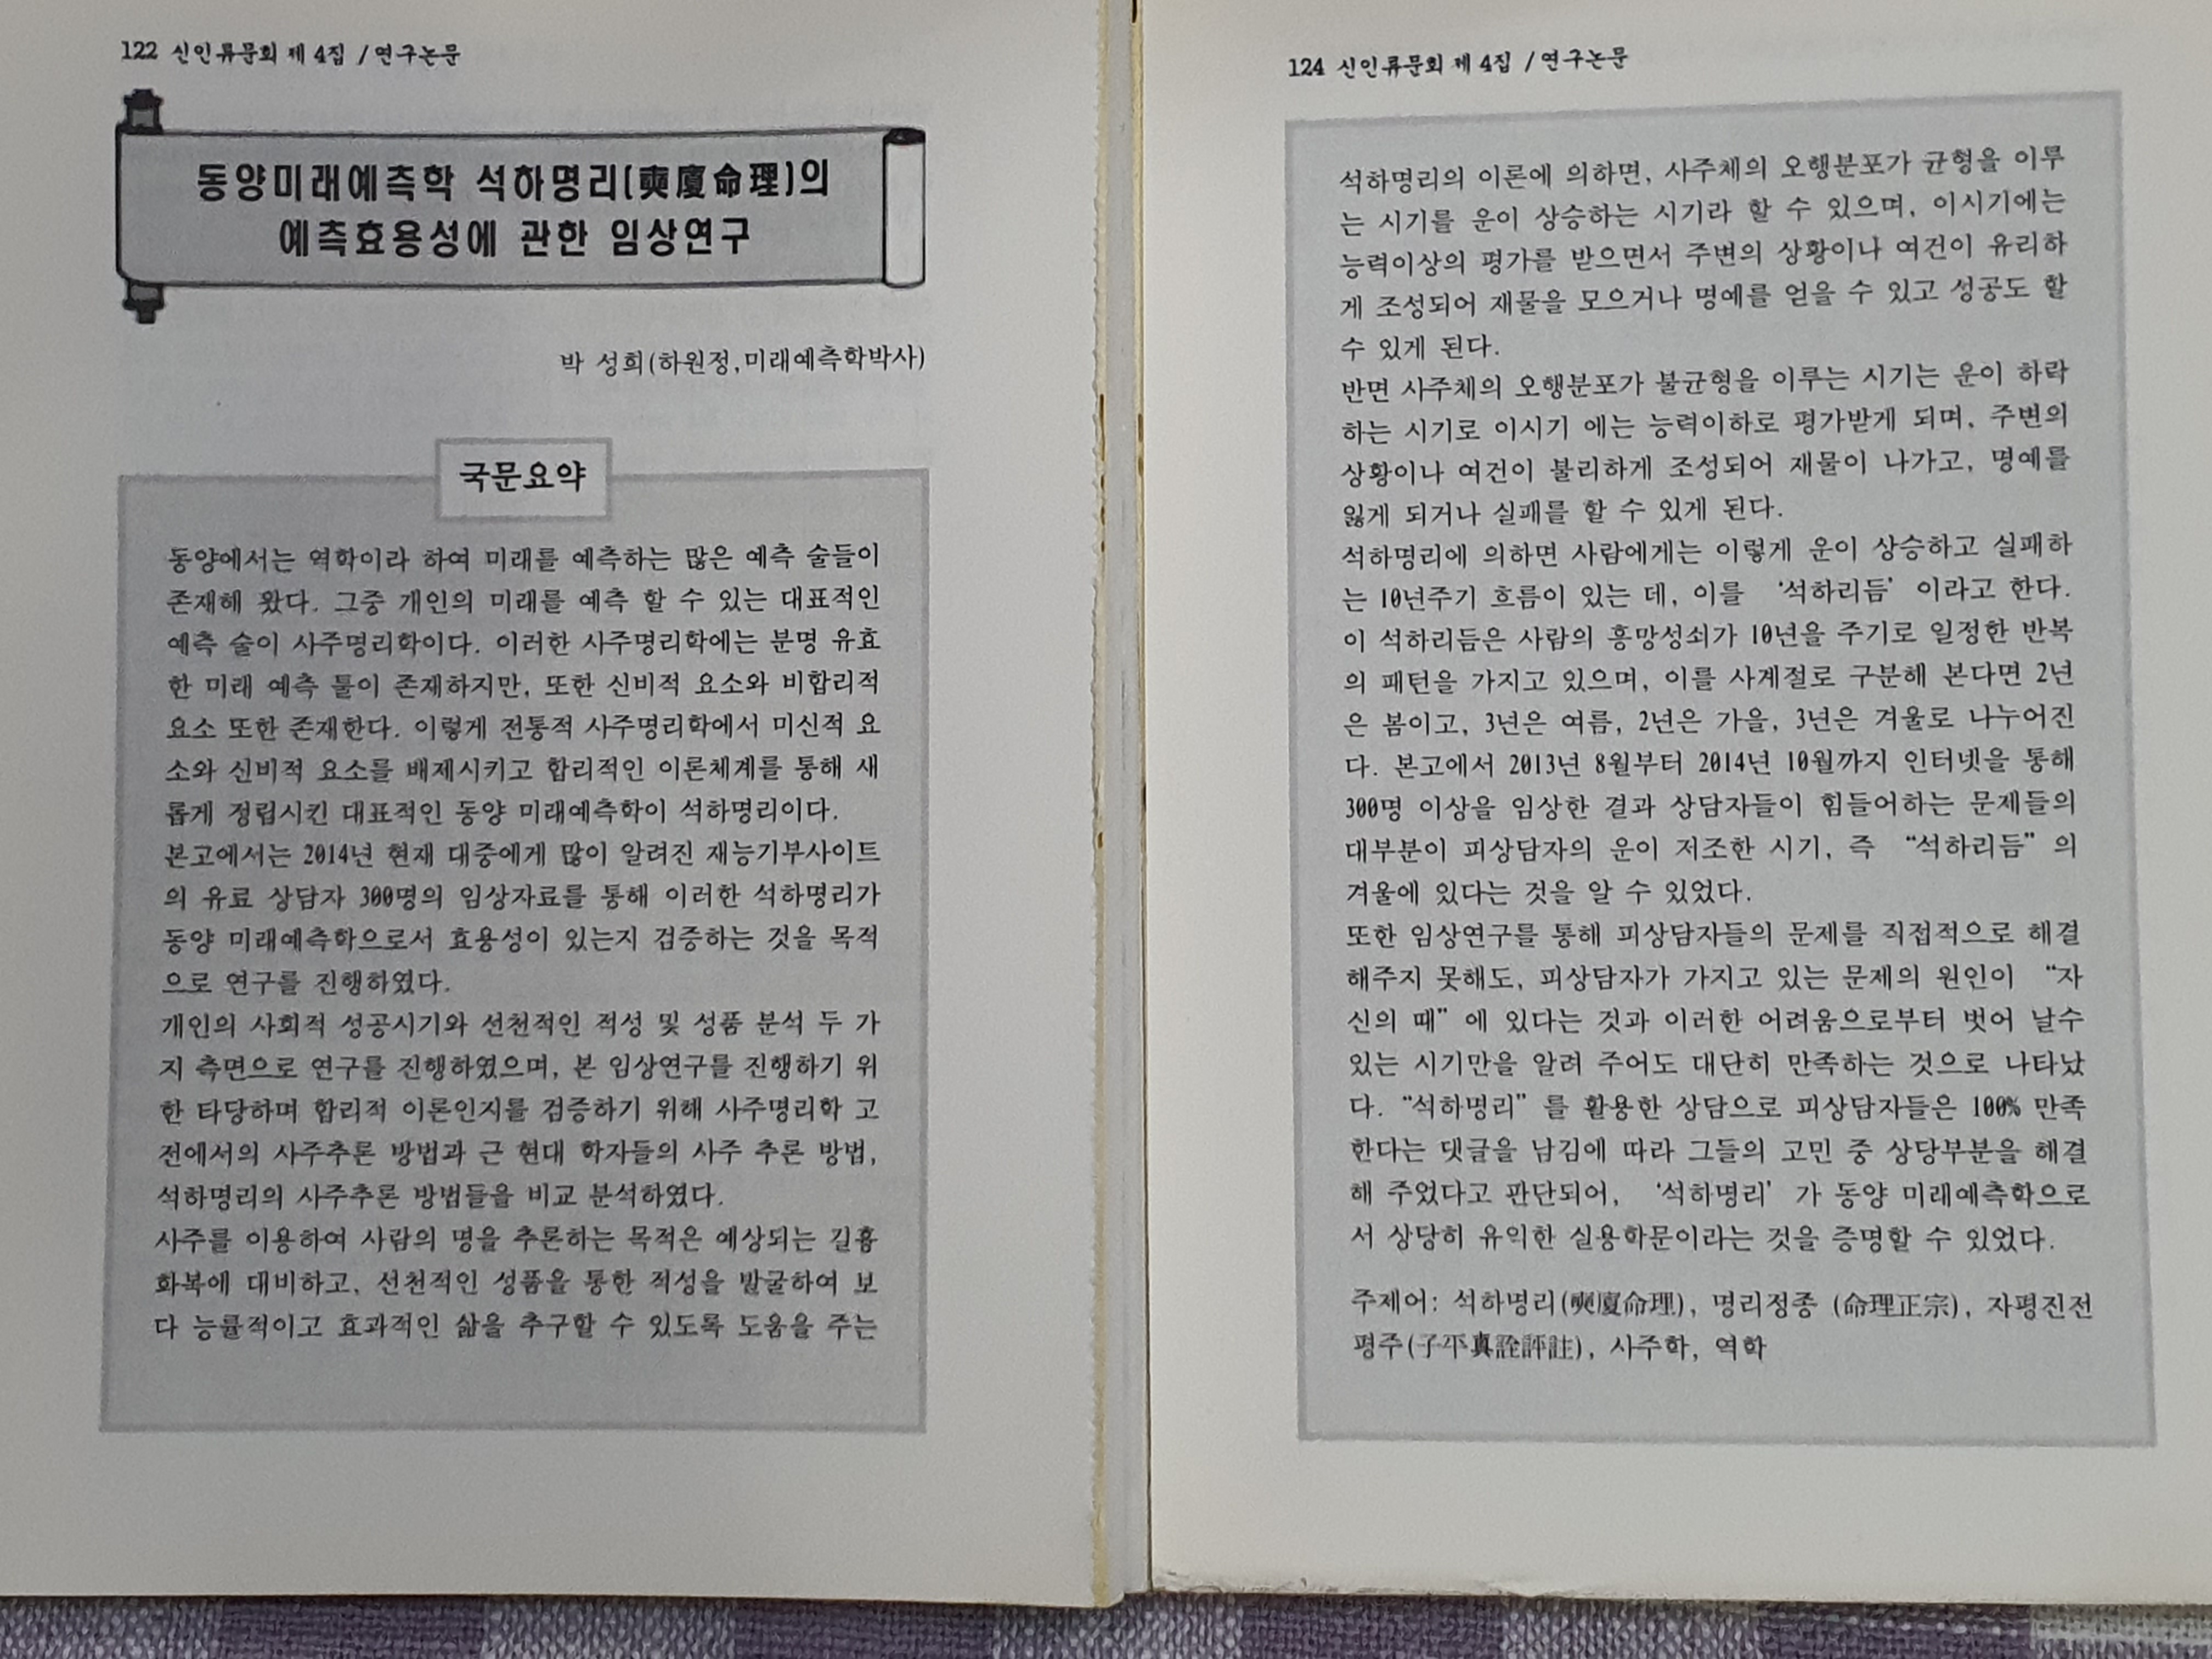 122 신인류문화 제 4집 /연구논문
동양미래예측학 석하명리(奭廈命理)의
예측효용성에 관한 임상연구
박 성희(하원정,미래예측학박사)
국문요약
동양에서는 역학이라 하여 미래를 예측하는 많은 예측 술들이
존재해 왔다. 그중 개인의 미래를 예측 할 수 있는 대표적인
예측 술이 사주명리학이다. 이러한 사주명리학에는 분명 유효
한 미래 예측 툴이 존재하지만, 또한 신비적 요소와 비합리적
요소 또한 존재한다. 이렇게 전통적 사주명리학에서 미신적 요
소와 신비적 요소를 배제시키고 합리적인 이론체계를 통해 새
롭게 정립시킨 대표적인 동양 미래예측학이 석하명리이다.
본고에서는 2014년 현재 대중에게 많이 알려진 재능기부사이트
의 유료 상담자 300명의 임상자료를 통해 이러한 석하명리가
동양 미래예측학으로서 효용성이 있는지 검증하는 것을 목적
으로 연구를 진행하였다.
개인의 사회적 성공시기와 선천적인 적성 및 성품 분석 두 가
지 측면으로 연구를 진행하였으며, 본 임상연구를 진행하기 위
한 타당하며 합리적 이론인지를 검증하기 위해 사주명리학 고
전에서의 사주추론 방법과 근 현대 학자들의 사주 추론 방법,
석하명리의 사주추론 방법들을 비교 분석하였다.
사주를 이용하여 사람의 명을 추론하는 목적은 예상되는 길흉
화복에 대비하고, 선천적인 성품을 통한 적성을 발굴하여 보
다 능률적이고 효과적인 삶을 추구할 수 있도록 도움을 주는
124 신인류문화 제 4집 /연구논문
석하명리의 이론에 의하면, 사주체의 오행분포가 균형을 이루
는 시기를 운이 상승하는 시기라 할 수 있으며, 이시기에는
능력이상의 평가를 받으면서 주변의 상황이나 여건이 유리하
게 조성되어 재물을 모으거나 명예를 얻을 수 있고 성공도 할
수 있게 된다.
반면 사주체의 오행분포가 불균형을 이루는 시기는 운이 하락
하는 시기로 이시기 에는 능력이하로 평가받게 되며, 주변의
상황이나 여건이 불리하게 조성되어 재물이 나가고, 명예를
잃게 되거나 실패를 할 수 있게 된다.
석하명리에 의하면 사람에게는 이렇게 운이 상승하고 실패하
는 10년주기 흐름이 있는 데, 이를 ‘석하리듬’ 이라고 한다.
이 석하리듬은 사람의 흥망성쇠가 10년을 주기로 일정한 반복
의 패턴을 가지고 있으며, 이를 사계절로 구분해 본다면 2년
은 봄이고, 3년은 여름, 2년은 가을, 3년은 겨울로 나누어진
다. 본고에서 2013년 8월부터 2014년 10월까지 인터넷을 통해
300명 이상을 임상한 결과 상담자들이 힘들어하는 문제들의
대부분이 피상담자의 운이 저조한 시기, 즉 “석하리듬” 의
겨울에 있다는 것을 알 수 있었다.
또한 임상연구를 통해 피상담자들의 문제를 직접적으로 해결
해주지 못해도, 피상담자가 가지고 있는 문제의 원인이 “자
신의 때” 에 있다는 것과 이러한 어려움으로부터 벗어 날수
있는 시기만을 알려 주어도 대단히 만족하는 것으로 나타났
다. “석하명리” 를 활용한 상담으로 피상담자들은 100% 만족
한다는 댓글을 남김에 따라 그들의 고민 중 상당부분을 해결
해 주었다고 판단되어, ‘석하명리’ 가 동양 미래예측학으로
서 상당히 유익한 실용학문이라는 것을 증명할 수 있었다.
주제어: 석하명리(奭廈命理), 명리정종 (命理正宗), 자평진전
평주(子平真詮評註), 사주학, 역학